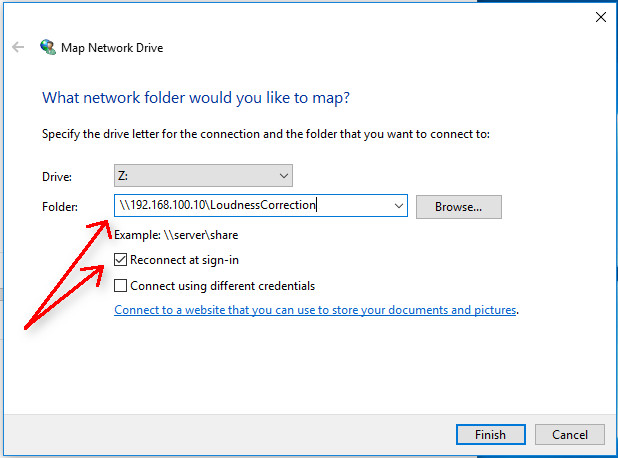 Map Network Drive
What network folder would you like to map?
Specify the drive letter for the connection and the folder that you want to connect to:
Drive: Z:
Folder: \\192.168.100.10\LoudnessCorrection Browse...
Example: \\server\share
Reconnect at sign-in
Connect using different credentials
Connect to a website that you can use to store your documents and pictures.
Finish Cancel